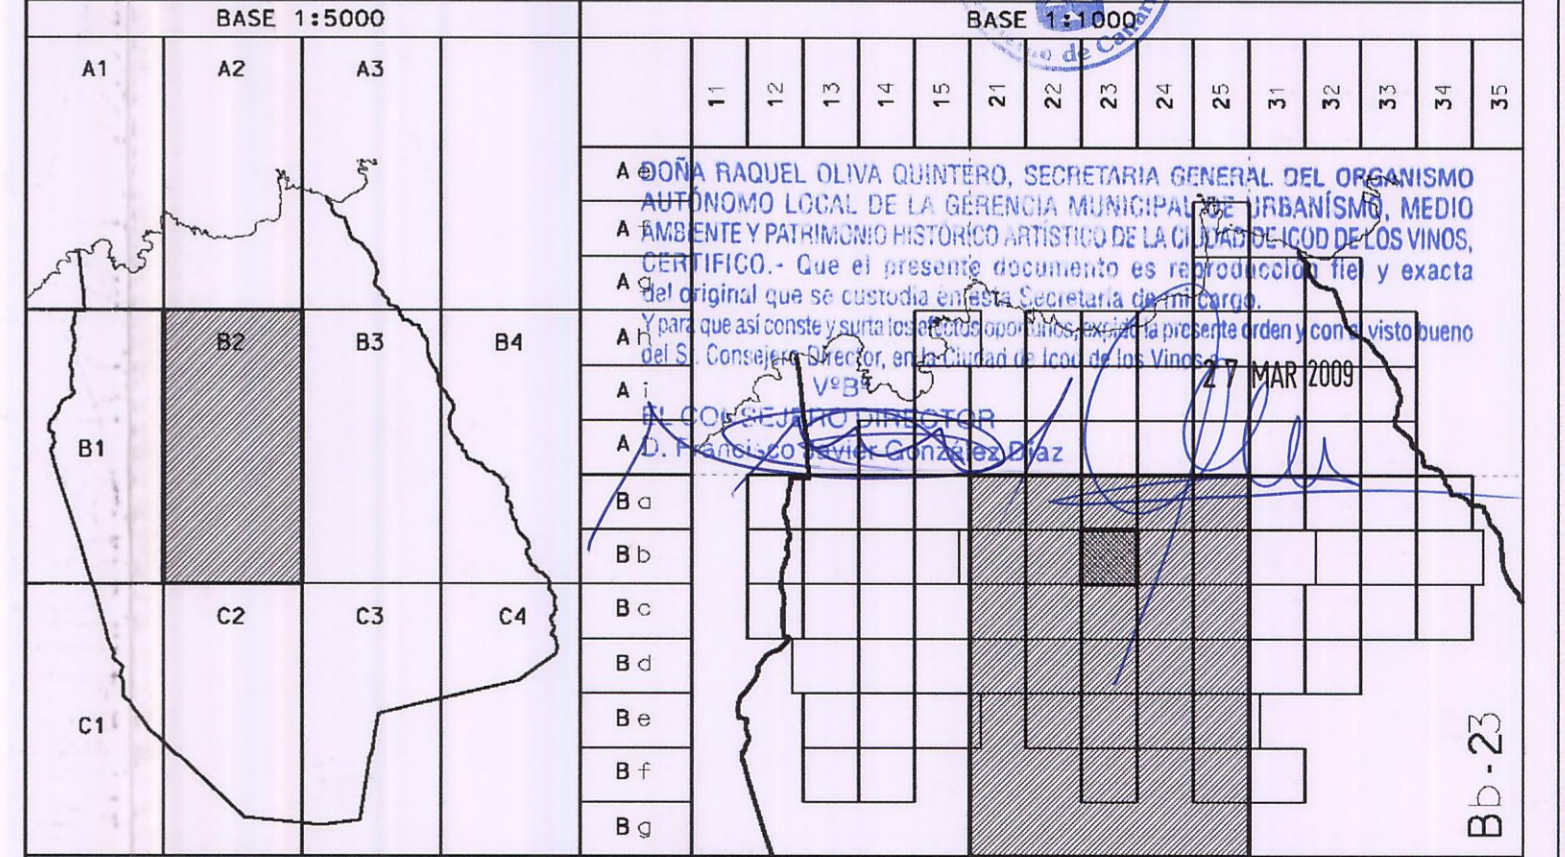 BASE 1:5000
BASE 1:1000
de Canar
A1 A2 A3
11 12 13 14 15 21 22 23 24 25 31 32 33 34 35
A e
DOÑA RAQUEL OLIVA QUINTERO, SECRETARIA GENERAL DEL ORGANISMO
AUTÓNOMO LOCAL DE LA GERENCIA MUNICIPAL DE URBANÍSMO, MEDIO
A f
AMBIENTE Y PATRIMONIO HISTÓRICO ARTÍSTICO DE LA CIUDAD DE ICOD DE LOS VINOS,
CERTIFICO.- Que el presente documento es reproducción fiel y exacta
A g
del original que se custodia en esta Secretaría de mi cargo.
Y para que así conste y surta los efectos oportunos, expido la presente orden y con el visto bueno
A h
del Sr. Consejero Director, en la Ciudad de Icod de los Vinos a
27 MAR 2009
VºBº
A i
EL CONSEJERO DIRECTOR
A
D. Francisco Javier González Díaz
B2 B3 B4
B1
B a
B b
B c
C2 C3 C4
B d
B e
C1
B f
B g
Bb-23